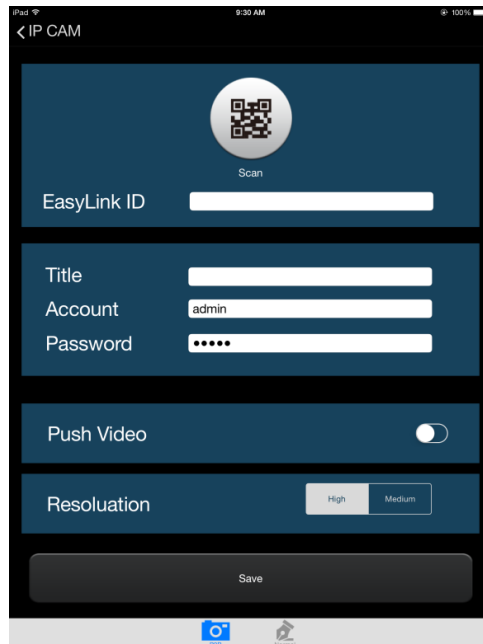 iPad 9:30 AM 100%
IP CAM
Scan
EasyLink ID
Title
Account admin
Password •••••
Push Video
Resoluation High Medium
Save